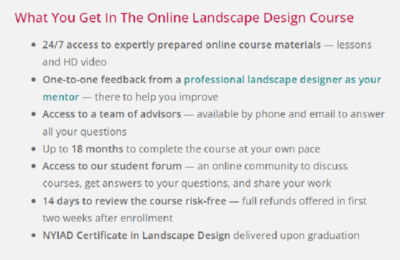 What You Get In The Online Landscape Design Course
24/7 access to expertly prepared online course materials — lessons
and HD video
One-to-one feedback from a professional landscape designer as your
mentor — there to help you improve
Access to a team of advisors — available by phone and email to answer
all your questions
Up to 18 months to complete the course at your own pace
Access to our student forum — an online community to discuss
courses, get answers to your questions, and share your work
14 days to review the course risk-free — full refunds offered in first
two weeks after enrollment
NYIAD Certificate in Landscape Design delivered upon graduation